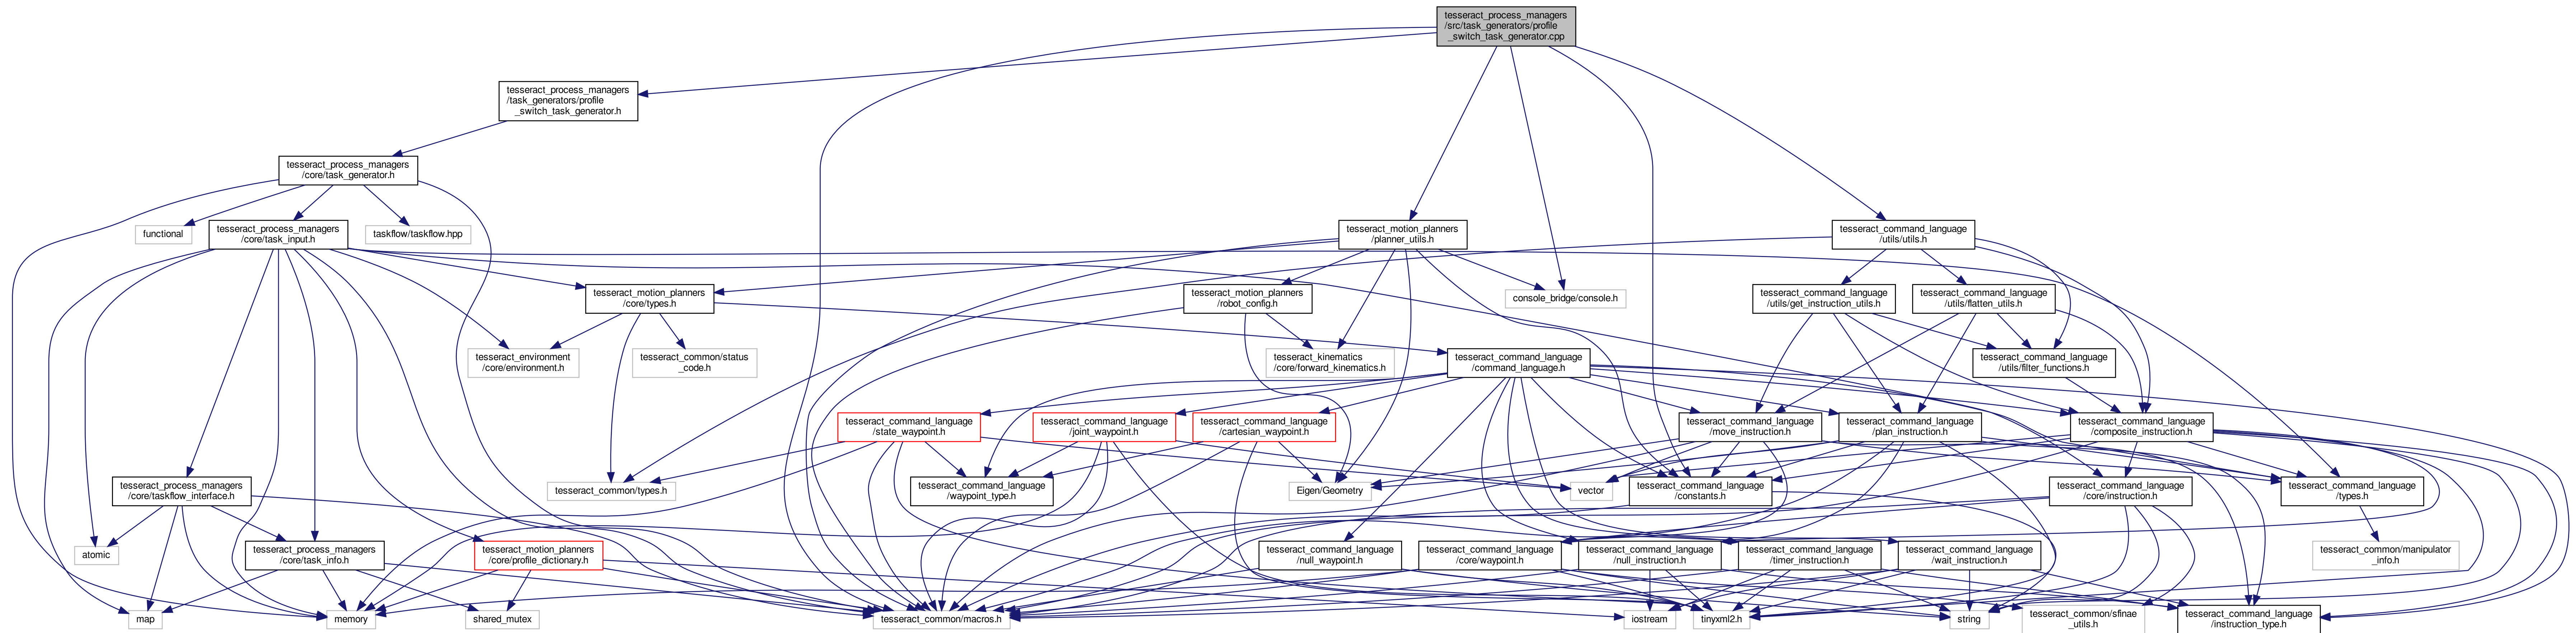 tesseract_process_managers
/src/task_generators/profile
_switch_task_generator.cpp
tesseract_process_managers
/task_generators/profile
_switch_task_generator.h
tesseract_process_managers
/core/task_generator.h
functional
tesseract_process_managers
/core/task_input.h
taskflow/taskflow.hpp
tesseract_motion_planners
/planner_utils.h
tesseract_command_language
/utils/utils.h
tesseract_motion_planners
/core/types.h
tesseract_motion_planners
/robot_config.h
console_bridge/console.h
tesseract_command_language
/utils/get_instruction_utils.h
tesseract_command_language
/utils/flatten_utils.h
tesseract_environment
/core/environment.h
tesseract_common/status
_code.h
tesseract_kinematics
/core/forward_kinematics.h
tesseract_command_language
/command_language.h
tesseract_command_language
/utils/filter_functions.h
tesseract_command_language
/state_waypoint.h
tesseract_command_language
/joint_waypoint.h
tesseract_command_language
/cartesian_waypoint.h
tesseract_command_language
/move_instruction.h
tesseract_command_language
/plan_instruction.h
tesseract_command_language
/composite_instruction.h
tesseract_process_managers
/core/taskflow_interface.h
tesseract_common/types.h
tesseract_command_language
/waypoint_type.h
Eigen/Geometry
vector
tesseract_command_language
/constants.h
tesseract_command_language
/core/instruction.h
tesseract_command_language
/types.h
atomic
tesseract_process_managers
/core/task_info.h
tesseract_motion_planners
/core/profile_dictionary.h
tesseract_command_language
/null_waypoint.h
tesseract_command_language
/core/waypoint.h
tesseract_command_language
/null_instruction.h
tesseract_command_language
/timer_instruction.h
tesseract_command_language
/wait_instruction.h
tesseract_common/manipulator
_info.h
map
memory
shared_mutex
tesseract_common/macros.h
iostream
tinyxml2.h
string
tesseract_common/sfinae
_utils.h
tesseract_command_language
/instruction_type.h